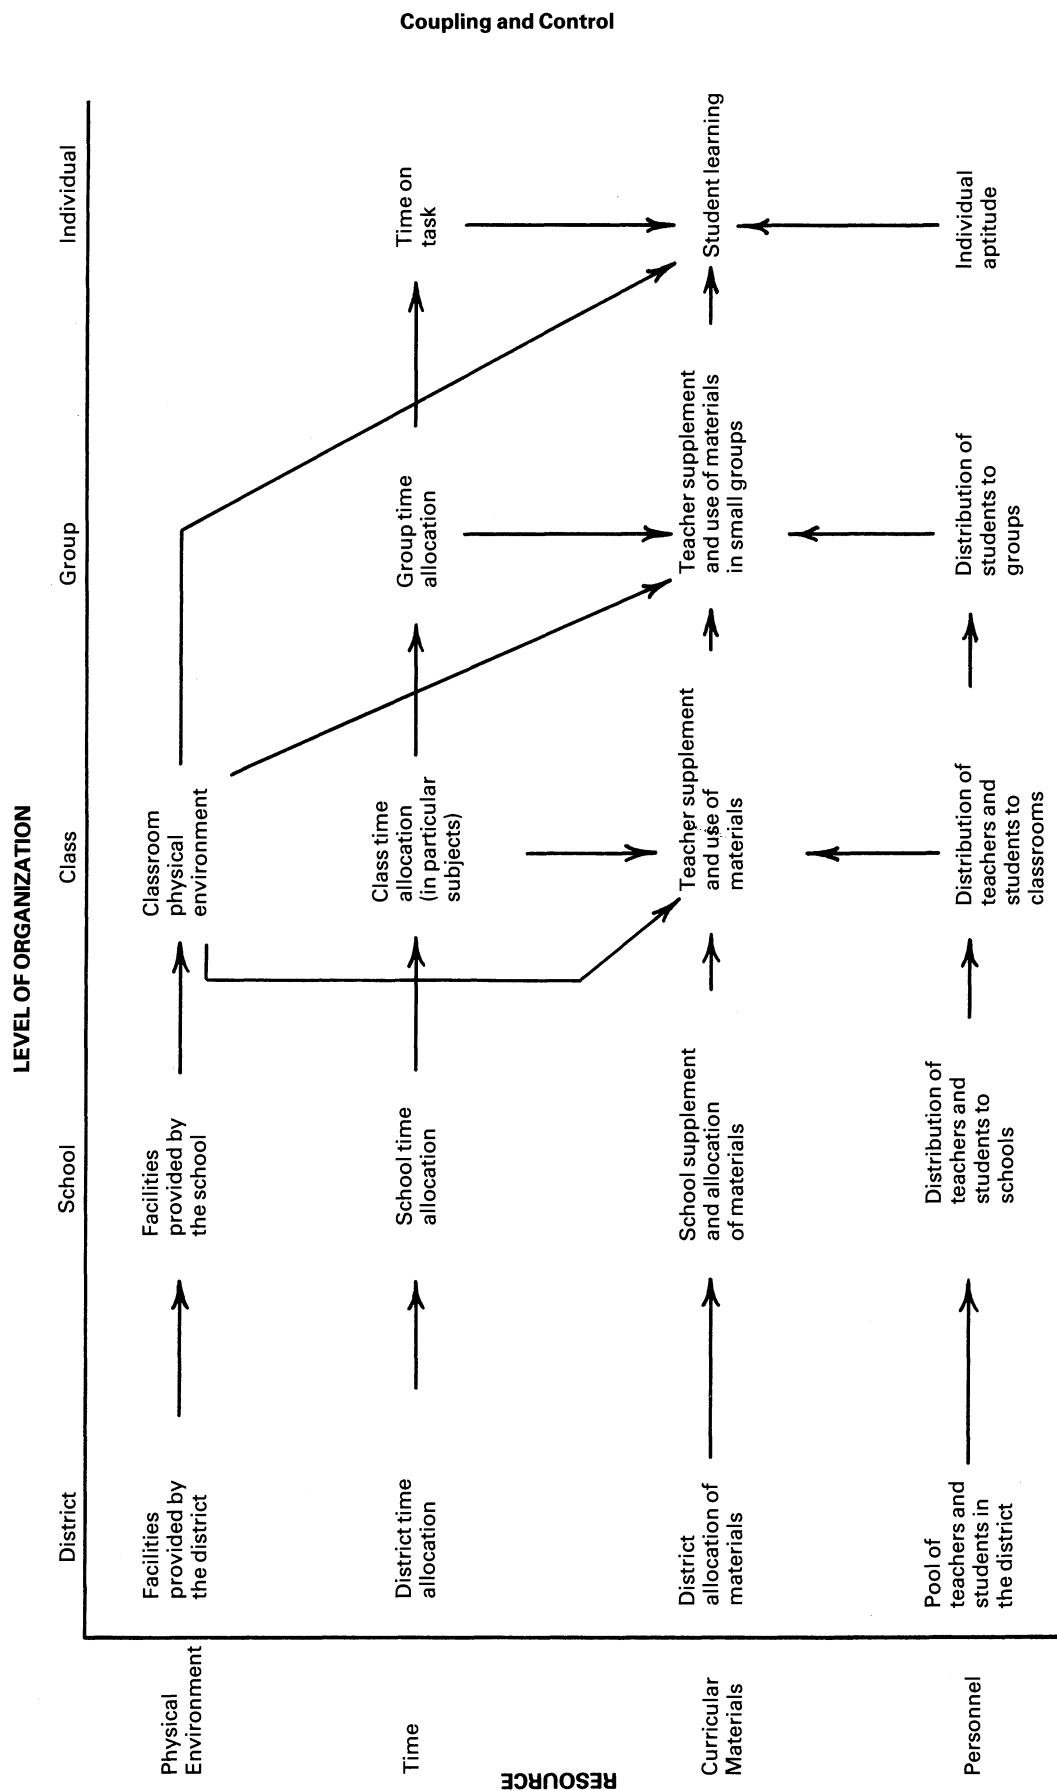 Coupling and Control
LEVEL OF ORGANIZATION
District
School
Class
Group
Individual
RESOURCE
Physical
Environment
Facilities
provided by
the district
Facilities
provided by
the school
Classroom
physical
environment
Time
District time
allocation
School time
allocation
Class time
allocation
(in particular
subjects)
Group time
allocation
Time on
task
Curricular
Materials
District
allocation of
materials
School supplement
and allocation
of materials
Teacher supplement
and use of
materials
Teacher supplement
and use of materials
in small groups
Student learning
Personnel
Pool of
teachers and
students in
the district
Distribution of
teachers and
students to
schools
Distribution of
teachers and
students to
classrooms
Distribution of
students to
groups
Individual
aptitude